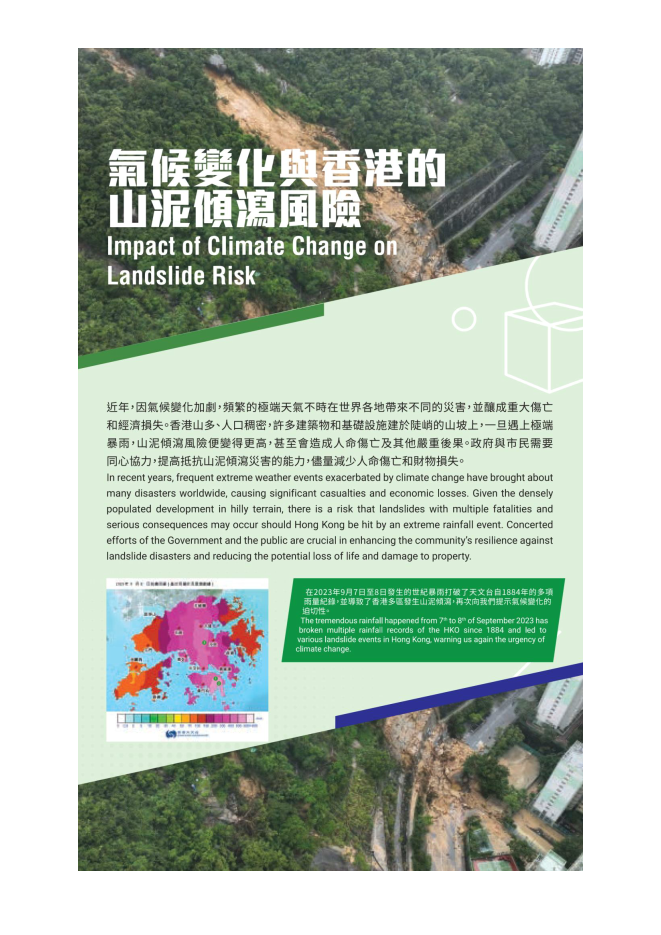 氣候變化與香港的
山泥傾瀉風險
Impact of Climate Change on
Landslide Risk
近年，因氣候變化加劇，頻繁的極端天氣不時在世界各地帶來不同的災害，並釀成重大傷亡
和經濟損失。香港山多、人口稠密，許多建築物和基礎設施建於陡峭的山坡上，一旦遇上極端
暴雨，山泥傾瀉風險便變得更高，甚至會造成人命傷亡及其他嚴重後果。政府與市民需要
同心協力，提高抵抗山泥傾瀉災害的能力，儘量減少人命傷亡和財物損失。
In recent years, frequent extreme weather events exacerbated by climate change have brought about
many disasters worldwide, causing significant casualties and economic losses. Given the densely
populated development in hilly terrain, there is a risk that landslides with multiple fatalities and
serious consequences may occur should Hong Kong be hit by an extreme rainfall event. Concerted
efforts of the Government and the public are crucial in enhancing the community's resilience against
landslide disasters and reducing the potential loss of life and damage to property.
在2023年9月7日至8日發生的世紀暴雨打破了天文台自1884年的多項
雨量紀錄，並導致了香港多區發生山泥傾瀉，再次向我們提示氣候變化的
迫切性。
The tremendous rainfall happened from 7th to 8th of September 2023 has
broken multiple rainfall records of the HKO since 1884 and led to
various landslide events in Hong Kong, warning us again the urgency of
climate change.